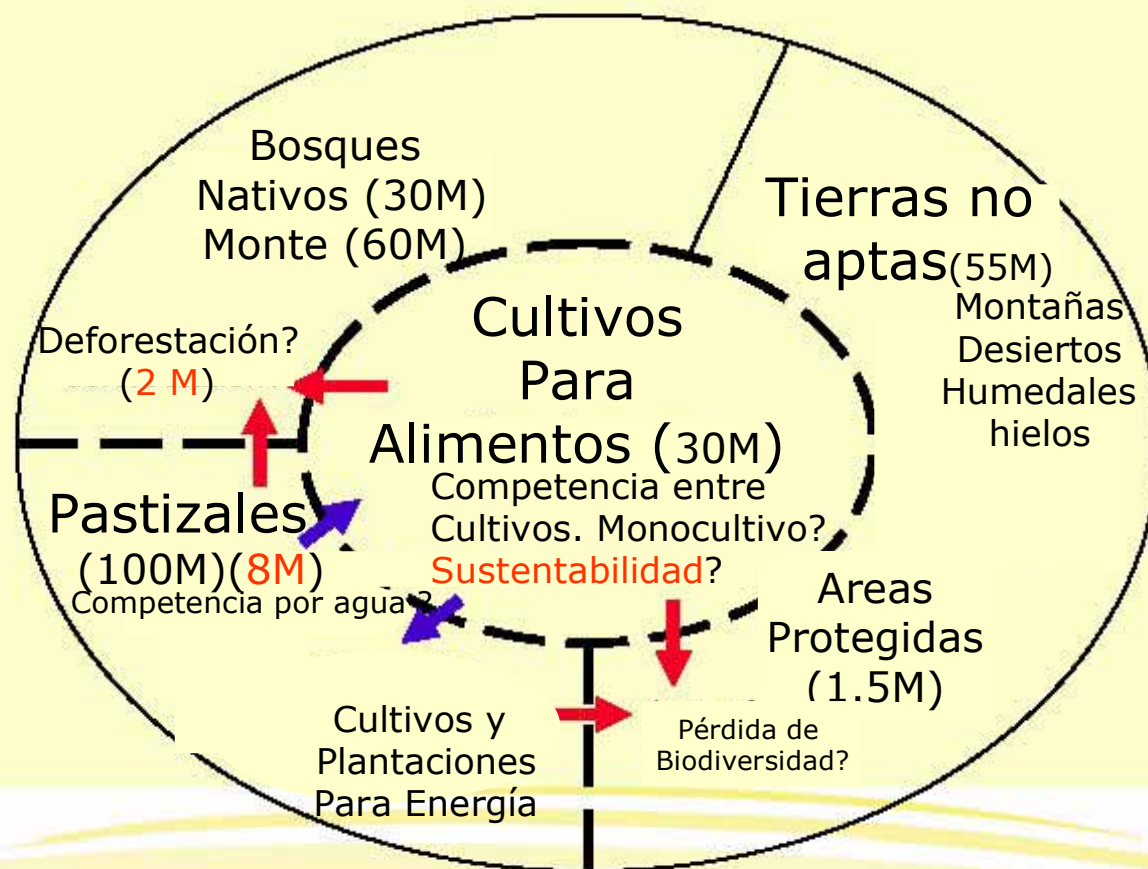 Bosques
Nativos (30M)
Monte (60M)
Tierras no
aptas(55M)
Montañas
Desiertos
Humedales
hielos
Deforestación?
(2 M)
Cultivos
Para
Alimentos (30M)
Competencia entre
Cultivos. Monocultivo?
Sustentabilidad?
Pastizales
(100M)(8M)
Competencia por agua ?
Areas
Protegidas
(1.5M)
Pérdida de
Biodiversidad?
Cultivos y
Plantaciones
Para Energía